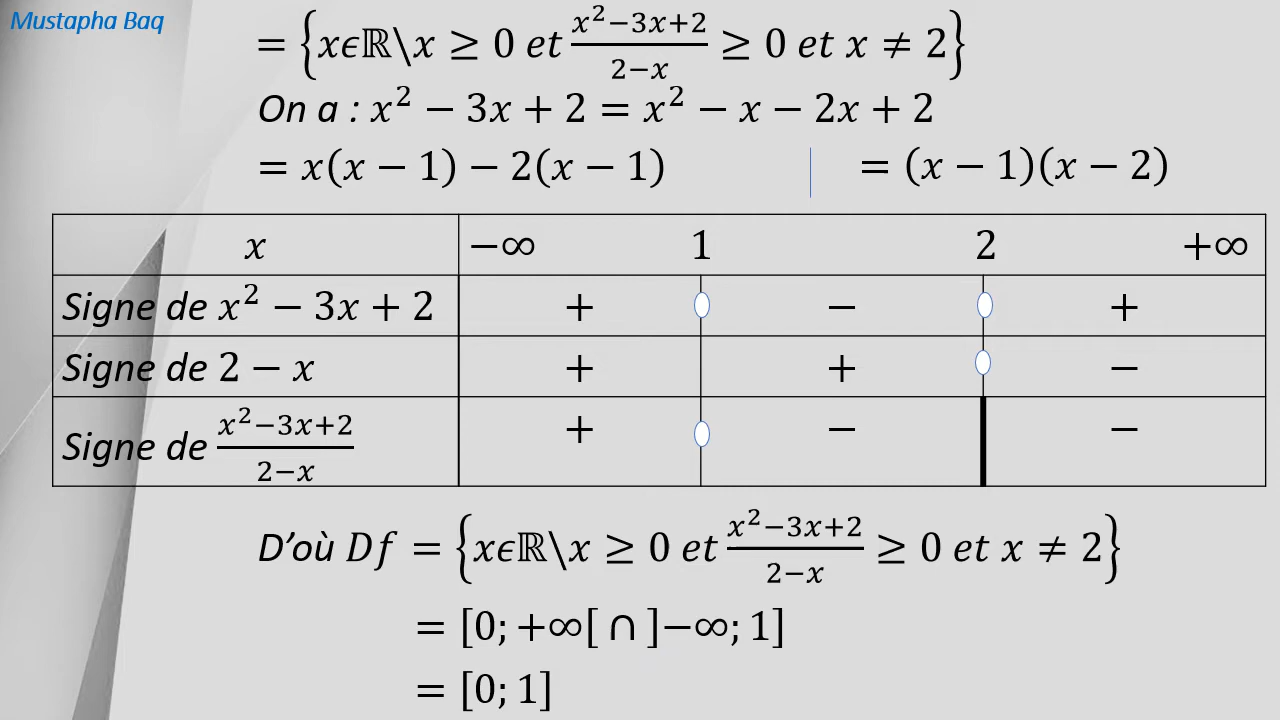 Mustapha Baq
= {xϵℝ\x ≥ 0 et (x²−3x+2)/(2−x) ≥ 0 et x ≠ 2}
On a : x² − 3x + 2 = x² − x − 2x + 2
= x(x − 1) − 2(x − 1) | = (x − 1)(x − 2)
x −∞ 1 2 +∞
Signe de x² − 3x + 2 + − +
Signe de 2 − x + + −
Signe de (x²−3x+2)/(2−x) + − −
D’où Df = {xϵℝ\x ≥ 0 et (x²−3x+2)/(2−x) ≥ 0 et x ≠ 2}
= [0; +∞[ ∩ ]−∞; 1]
= [0; 1]